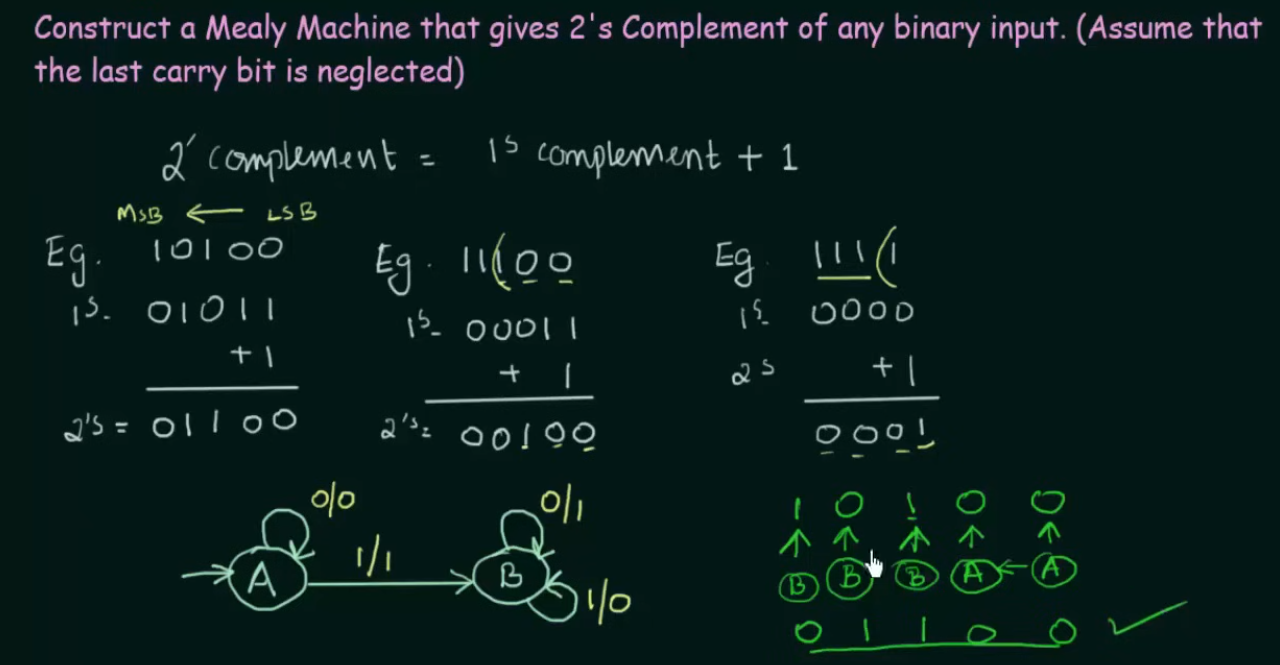 Construct a Mealy Machine that gives 2's Complement of any binary input. (Assume that
the last carry bit is neglected)
2' complement = 1s complement + 1
MSB ← LSB
Eg. 10100
1s- 01011
+1
2's = 01100
Eg. 11100
1s- 00011
+ 1
2's= 00100
Eg 1111
1s- 0000
2s +1
0001
0/0
1/1
0/1
1/0
A
B
1 0 1 0 0
B B B A ← A
0 1 1 0 0 ✓